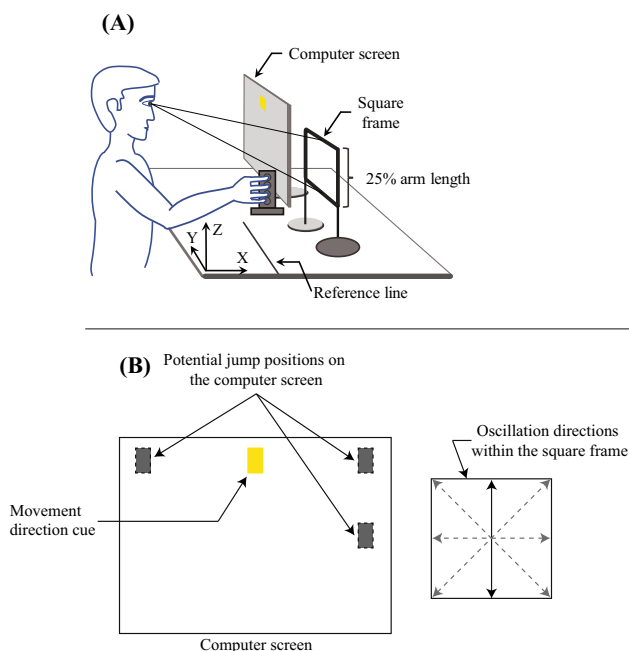 (A)
Computer screen
Square
frame
25% arm length
Z
Y
X
Reference line
(B)
Potential jump positions on
the computer screen
Oscillation directions
within the square frame
Movement
direction cue
Computer screen